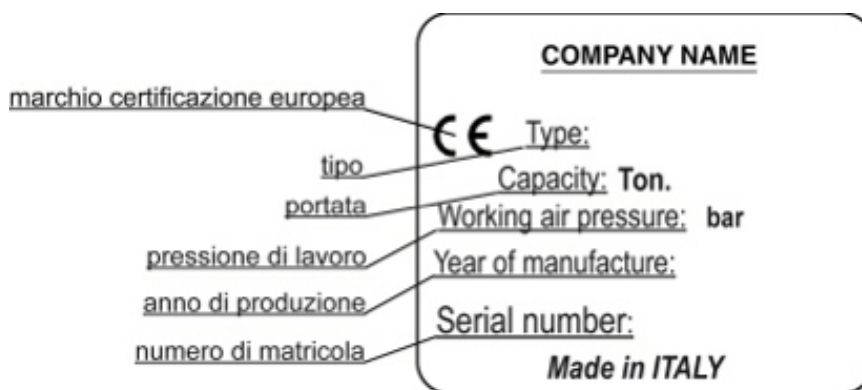 COMPANY NAME
marchio certificazione europea
CE Type:
tipo
Capacity: Ton.
portata
Working air pressure: bar
pressione di lavoro
Year of manufacture:
anno di produzione
Serial number:
numero di matricola
Made in ITALY